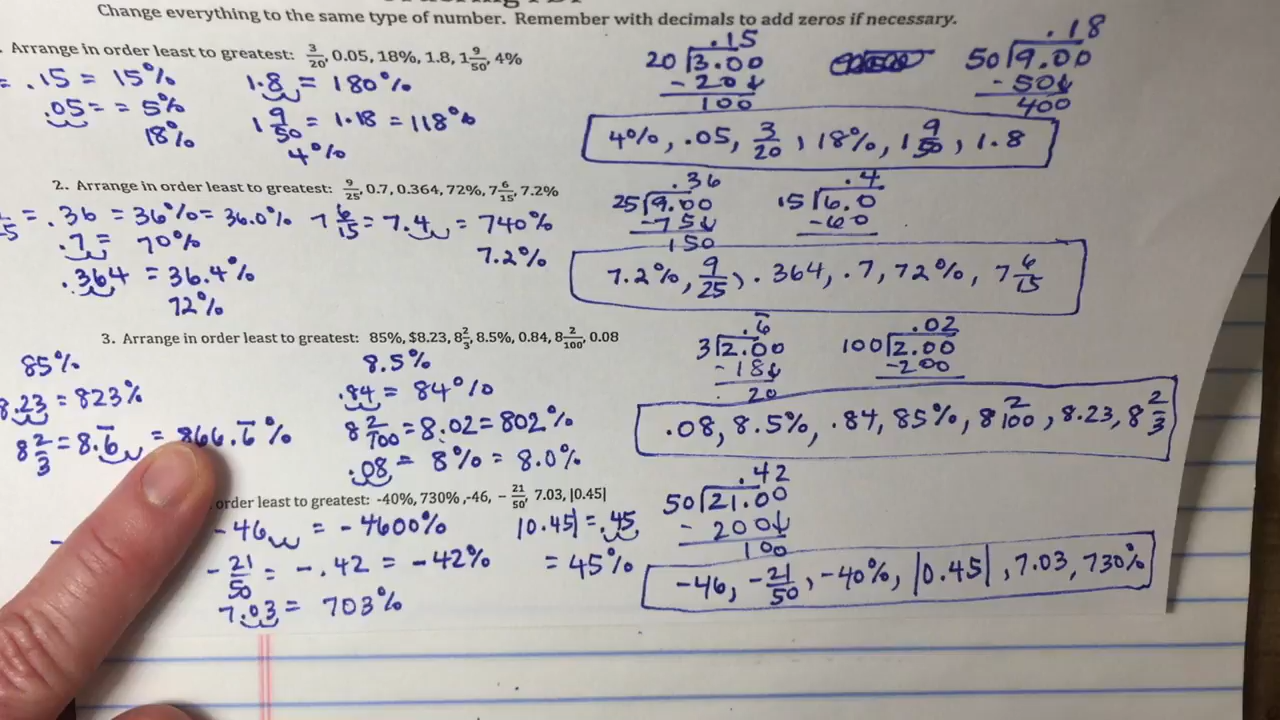 Change everything to the same type of number. Remember with decimals to add zeros if necessary.
. Arrange in order least to greatest: 3/20, 0.05, 18%, 1.8, 1 9/50, 4%
= .15 = 15%
.05 = = 5%
18%
1.8 = 180%
1 9/50 = 1.18 = 118%
4%
.15
20 3.00
- 20
100
.18
50 9.00
- 50
400
4%, .05, 3/20, 18%, 1 9/50, 1.8
2. Arrange in order least to greatest: 9/25, 0.7, 0.364, 72%, 7 6/15, 7.2%
= .36 = 36% = 36.0%
.7 = 70%
.364 = 36.4%
72%
7 6/15 = 7.4 = 740%
7.2%
.36
25 9.00
- 75
150
.4
15 6.0
- 60
7.2%, 9/25, .364, .7, 72%, 7 6/15
3. Arrange in order least to greatest: 85%, $8.23, 8 2/3, 8.5%, 0.84, 8 2/100, 0.08
85%
8.23 = 823%
8 2/3 = 8.6̅ = 866.6̅%
8.5%
.84 = 84%
8 2/100 = 8.02 = 802%
.08 = 8% = 8.0%
.6̅
3 2.00
- 18
20
.02
100 2.00
- 200
.08, 8.5%, .84, 85%, 8 2/100, 8.23, 8 2/3
order least to greatest: -40%, 730%, -46, - 21/50, 7.03, |0.45|
-46 = -4600%
- 21/50 = -.42 = -42%
7.03 = 703%
|0.45| = .45
= 45%
.42
50 21.00
- 200
100
-46, - 21/50, -40%, |0.45|, 7.03, 730%